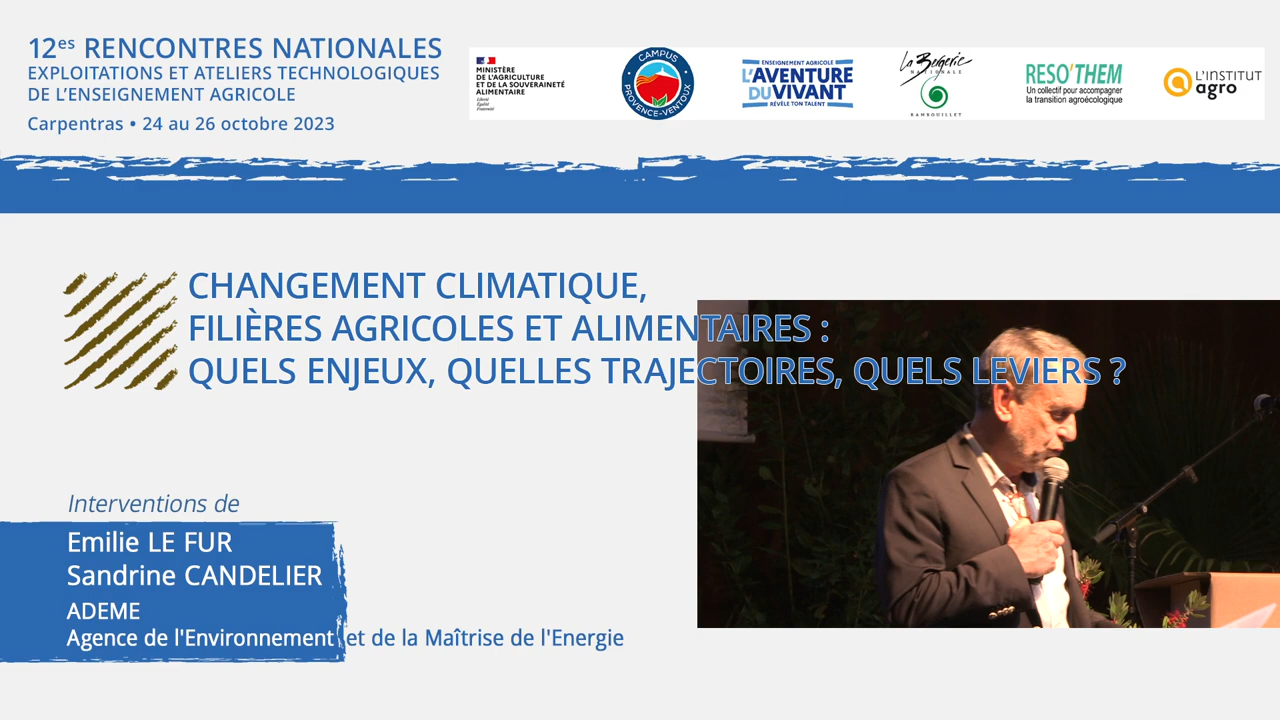 12es RENCONTRES NATIONALES
EXPLOITATIONS ET ATELIERS TECHNOLOGIQUES
DE L’ENSEIGNEMENT AGRICOLE
Carpentras • 24 au 26 octobre 2023
MINISTÈRE
DE L'AGRICULTURE
ET DE LA SOUVERAINETÉ
ALIMENTAIRE
Liberté
Égalité
Fraternité
CAMPUS
PROVENCE-VENTOUX
ENSEIGNEMENT AGRICOLE
L'AVENTURE
DU VIVANT
RÉVÈLE TON TALENT
La Bergerie
NATIONALE
RAMBOUILLET
RESO'THEM
Un collectif pour accompagner
la transition agroécologique
L'INSTITUT
agro
CHANGEMENT CLIMATIQUE,
FILIÈRES AGRICOLES ET ALIMENTAIRES :
QUELS ENJEUX, QUELLES TRAJECTOIRES, QUELS LEVIERS ?
Interventions de
Emilie LE FUR
Sandrine CANDELIER
ADEME
Agence de l'Environnement et de la Maîtrise de l'Energie